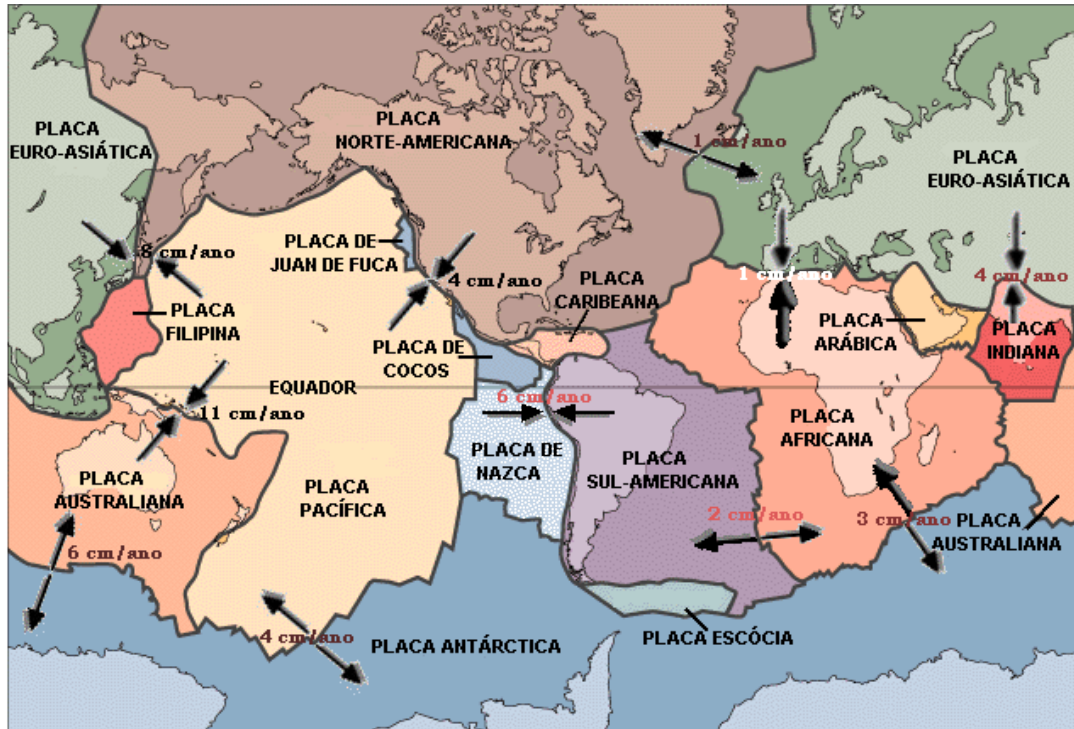 PLACA
EURO-ASIÁTICA
PLACA
NORTE-AMERICANA
1 cm/ano
PLACA
EURO-ASIÁTICA
8 cm/ano
PLACA DE
JUAN DE FUCA
4 cm/ano
PLACA
CARIBEANA
1 cm/ano
4 cm/ano
PLACA
FILIPINA
PLACA
ARÁBICA
PLACA
INDIANA
PLACA DE
COCOS
EQUADOR
11 cm/ano
6 cm/ano
PLACA
AFRICANA
PLACA
AUSTRALIANA
PLACA
PACÍFICA
PLACA DE
NAZCA
PLACA
SUL-AMERICANA
2 cm/ano
3 cm/ano
PLACA
AUSTRALIANA
6 cm/ano
4 cm/ano
PLACA ANTÁRCTICA
PLACA ESCÓCIA